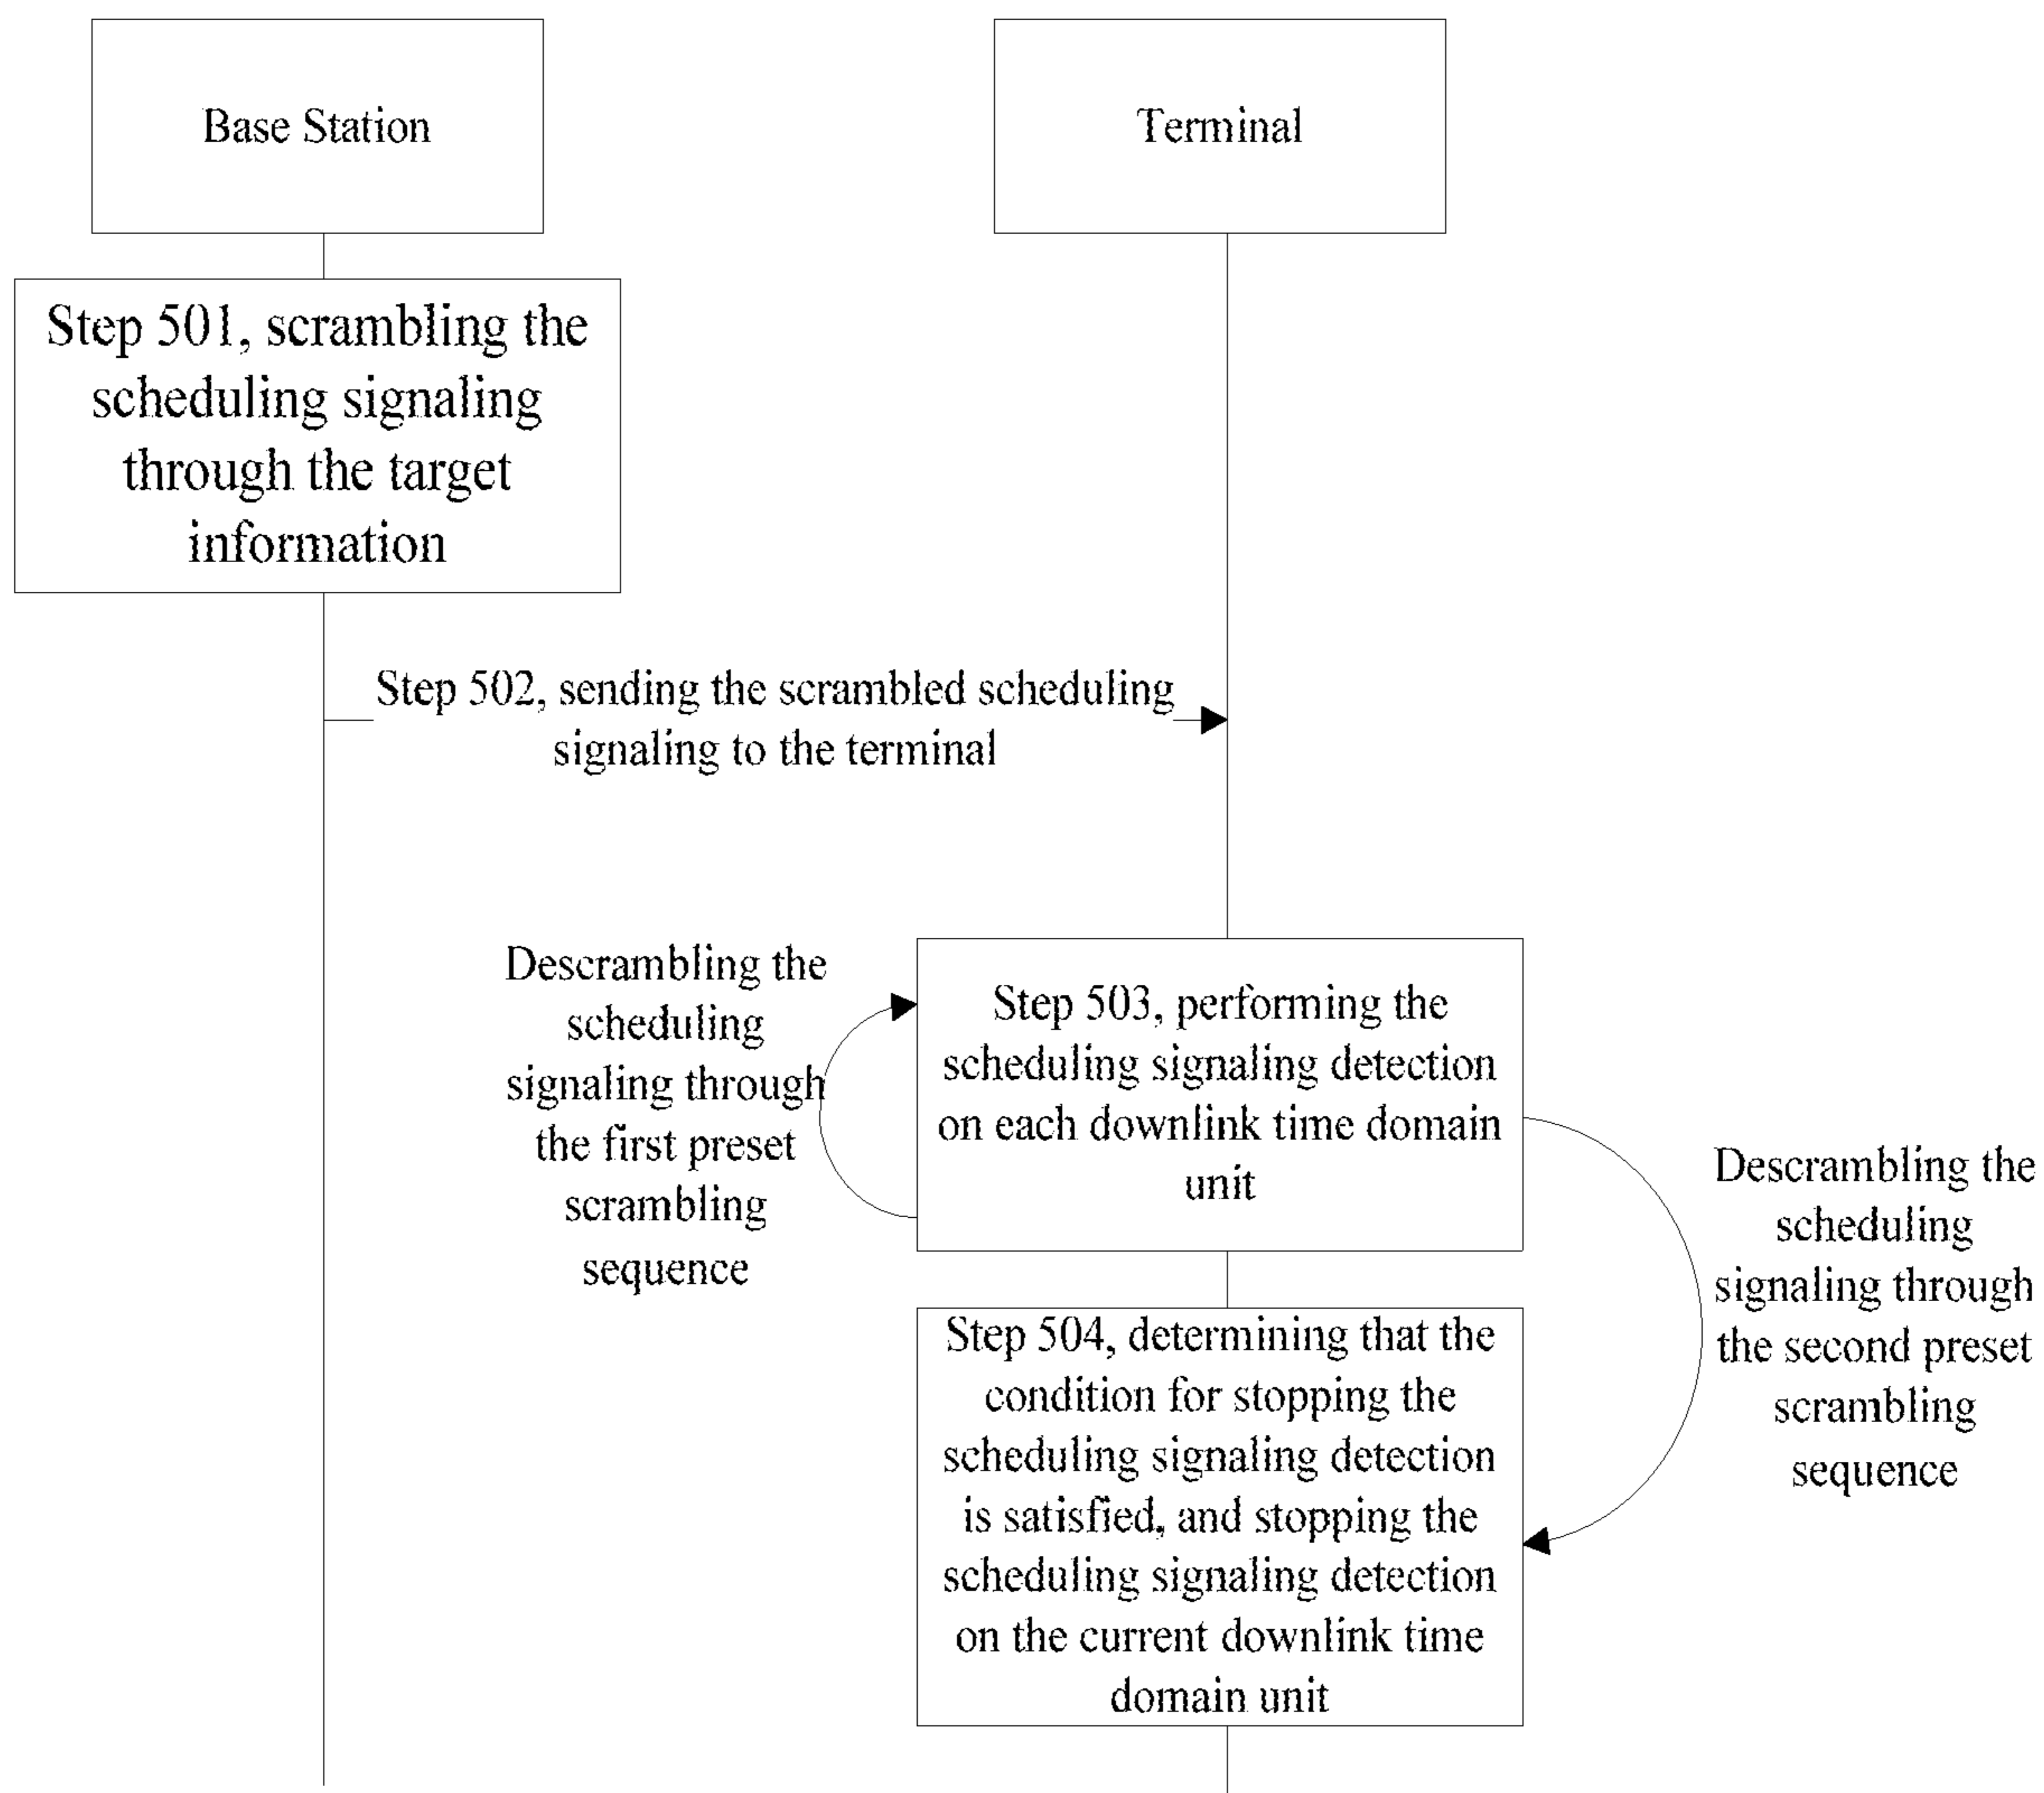 Base Station
Terminal
Step 501, scrambling the
scheduling signaling
through the target
information
Step 502, sending the scrambled scheduling
signaling to the terminal
Descrambling the
scheduling
signaling through
the first preset
scrambling
sequence
Step 503, performing the
scheduling signaling detection
on each downlink time domain
unit
Descrambling the
scheduling
signaling through
the second preset
scrambling
sequence
Step 504, determining that the
condition for stopping the
scheduling signaling detection
is satisfied, and stopping the
scheduling signaling detection
on the current downlink time
domain unit